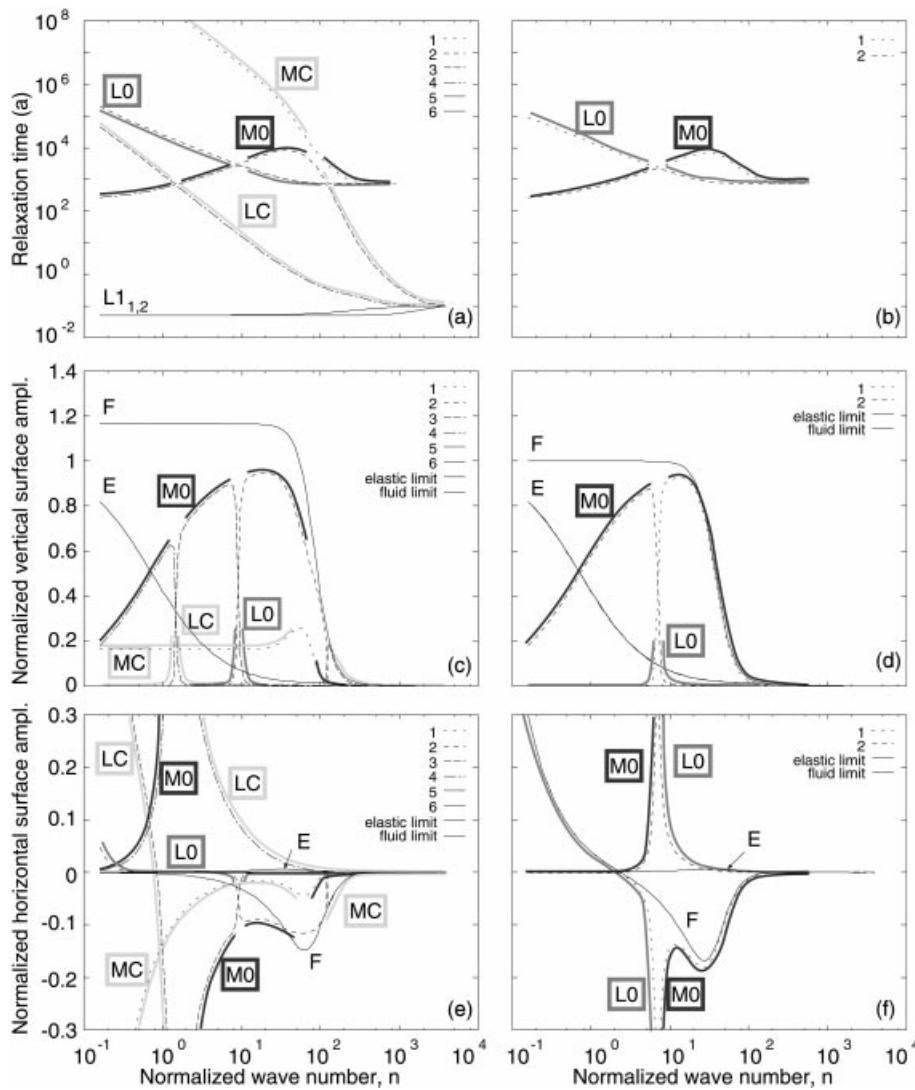 Relaxation time (a)
10^8
10^6
10^4
10^2
10^0
10^-2
L0
M0
MC
LC
L1_1,2
1
2
3
4
5
6
(a)
L0
M0
1
2
(b)
Normalized vertical surface ampl.
1.4
1.2
1
0.8
0.6
0.4
0.2
0
F
E
M0
LC
L0
MC
1
2
3
4
5
6
elastic limit
fluid limit
(c)
F
E
M0
L0
1
2
elastic limit
fluid limit
(d)
Normalized horizontal surface ampl.
0.3
0.2
0.1
0
-0.1
-0.2
-0.3
LC
M0
LC
L0
E
MC
MC
M0
F
1
2
3
4
5
6
elastic limit
fluid limit
(e)
10^-1 10^0 10^1 10^2 10^3 10^4
Normalized wave number, n
M0
L0
E
F
L0
M0
1
2
elastic limit
fluid limit
(f)
10^-1 10^0 10^1 10^2 10^3 10^4
Normalized wave number, n